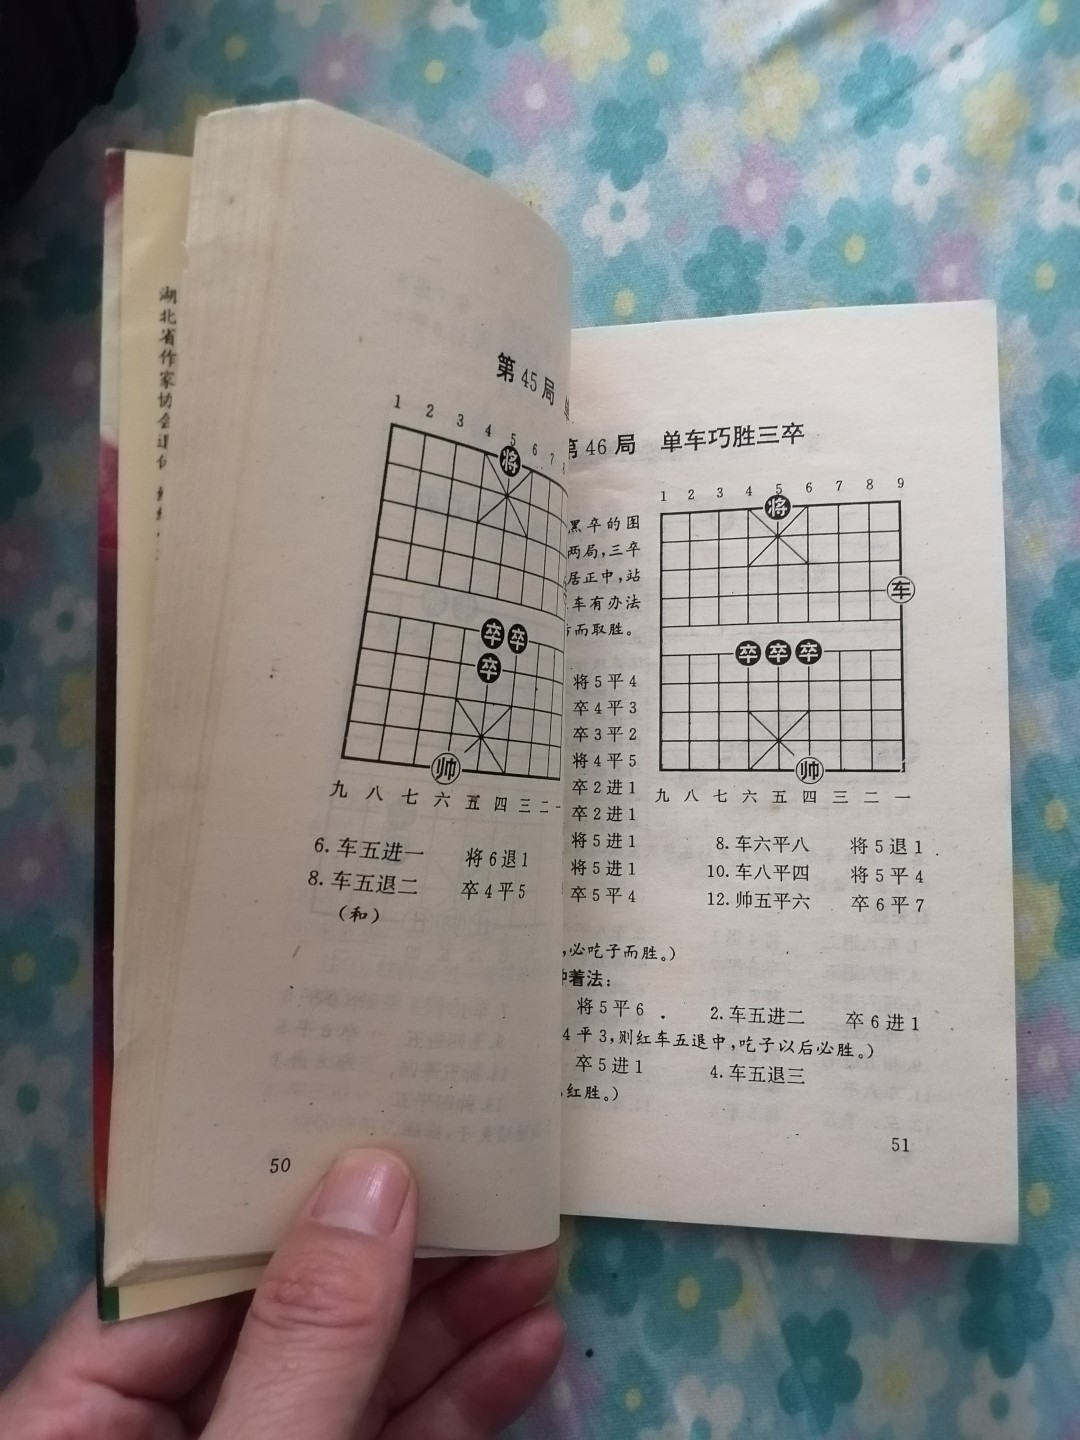 湖北省作家协会
第45局
1 2 3 4 5 6 7
将
卒 卒
卒
帅
九 八 七 六 五 四 三 二 一
6. 车五进一 将6退1
8. 车五退二 卒4平5
（和）
50
第46局 单车巧胜三卒
黑卒的图
两局，三卒
居正中，站
车有办法
而取胜。
1 2 3 4 5 6 7 8 9
将
车
卒 卒 卒
帅
九 八 七 六 五 四 三 二 一
将5平4
卒4平3
卒3平2
将4平5
卒2进1
卒2进1
将5进1 8. 车六平八 将5退1
将5进1 10. 车八平四 将5平4
卒5平4 12. 帅五平六 卒6平7
，必吃子而胜。）
着法：
将5平6 2. 车五进二 卒6进1
4平3，则红车五退中，吃子以后必胜。）
卒5进1 4. 车五退三
红胜。）
51